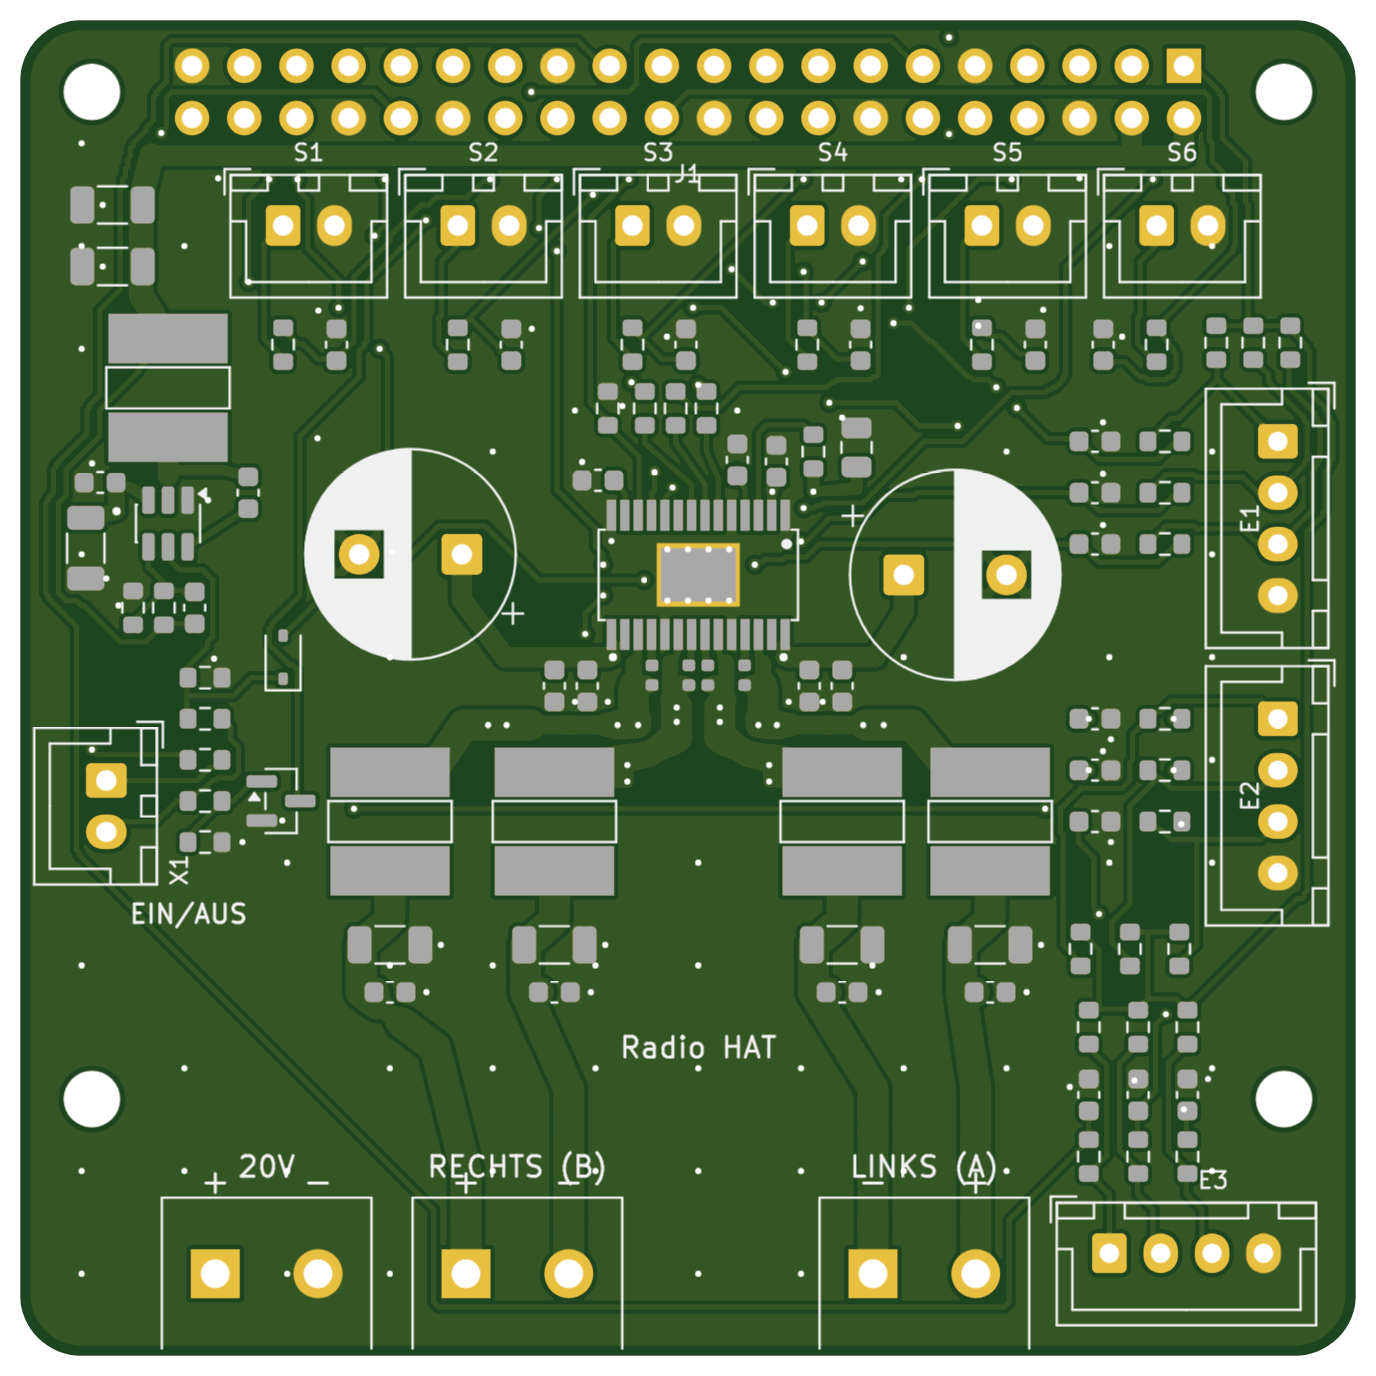 S1 S2 S3 S4 S5 S6
J1
+
E1
+
E2
X1
EIN/AUS
Radio HAT
20V RECHTS (B) LINKS (A)
E3
+ − + − − +